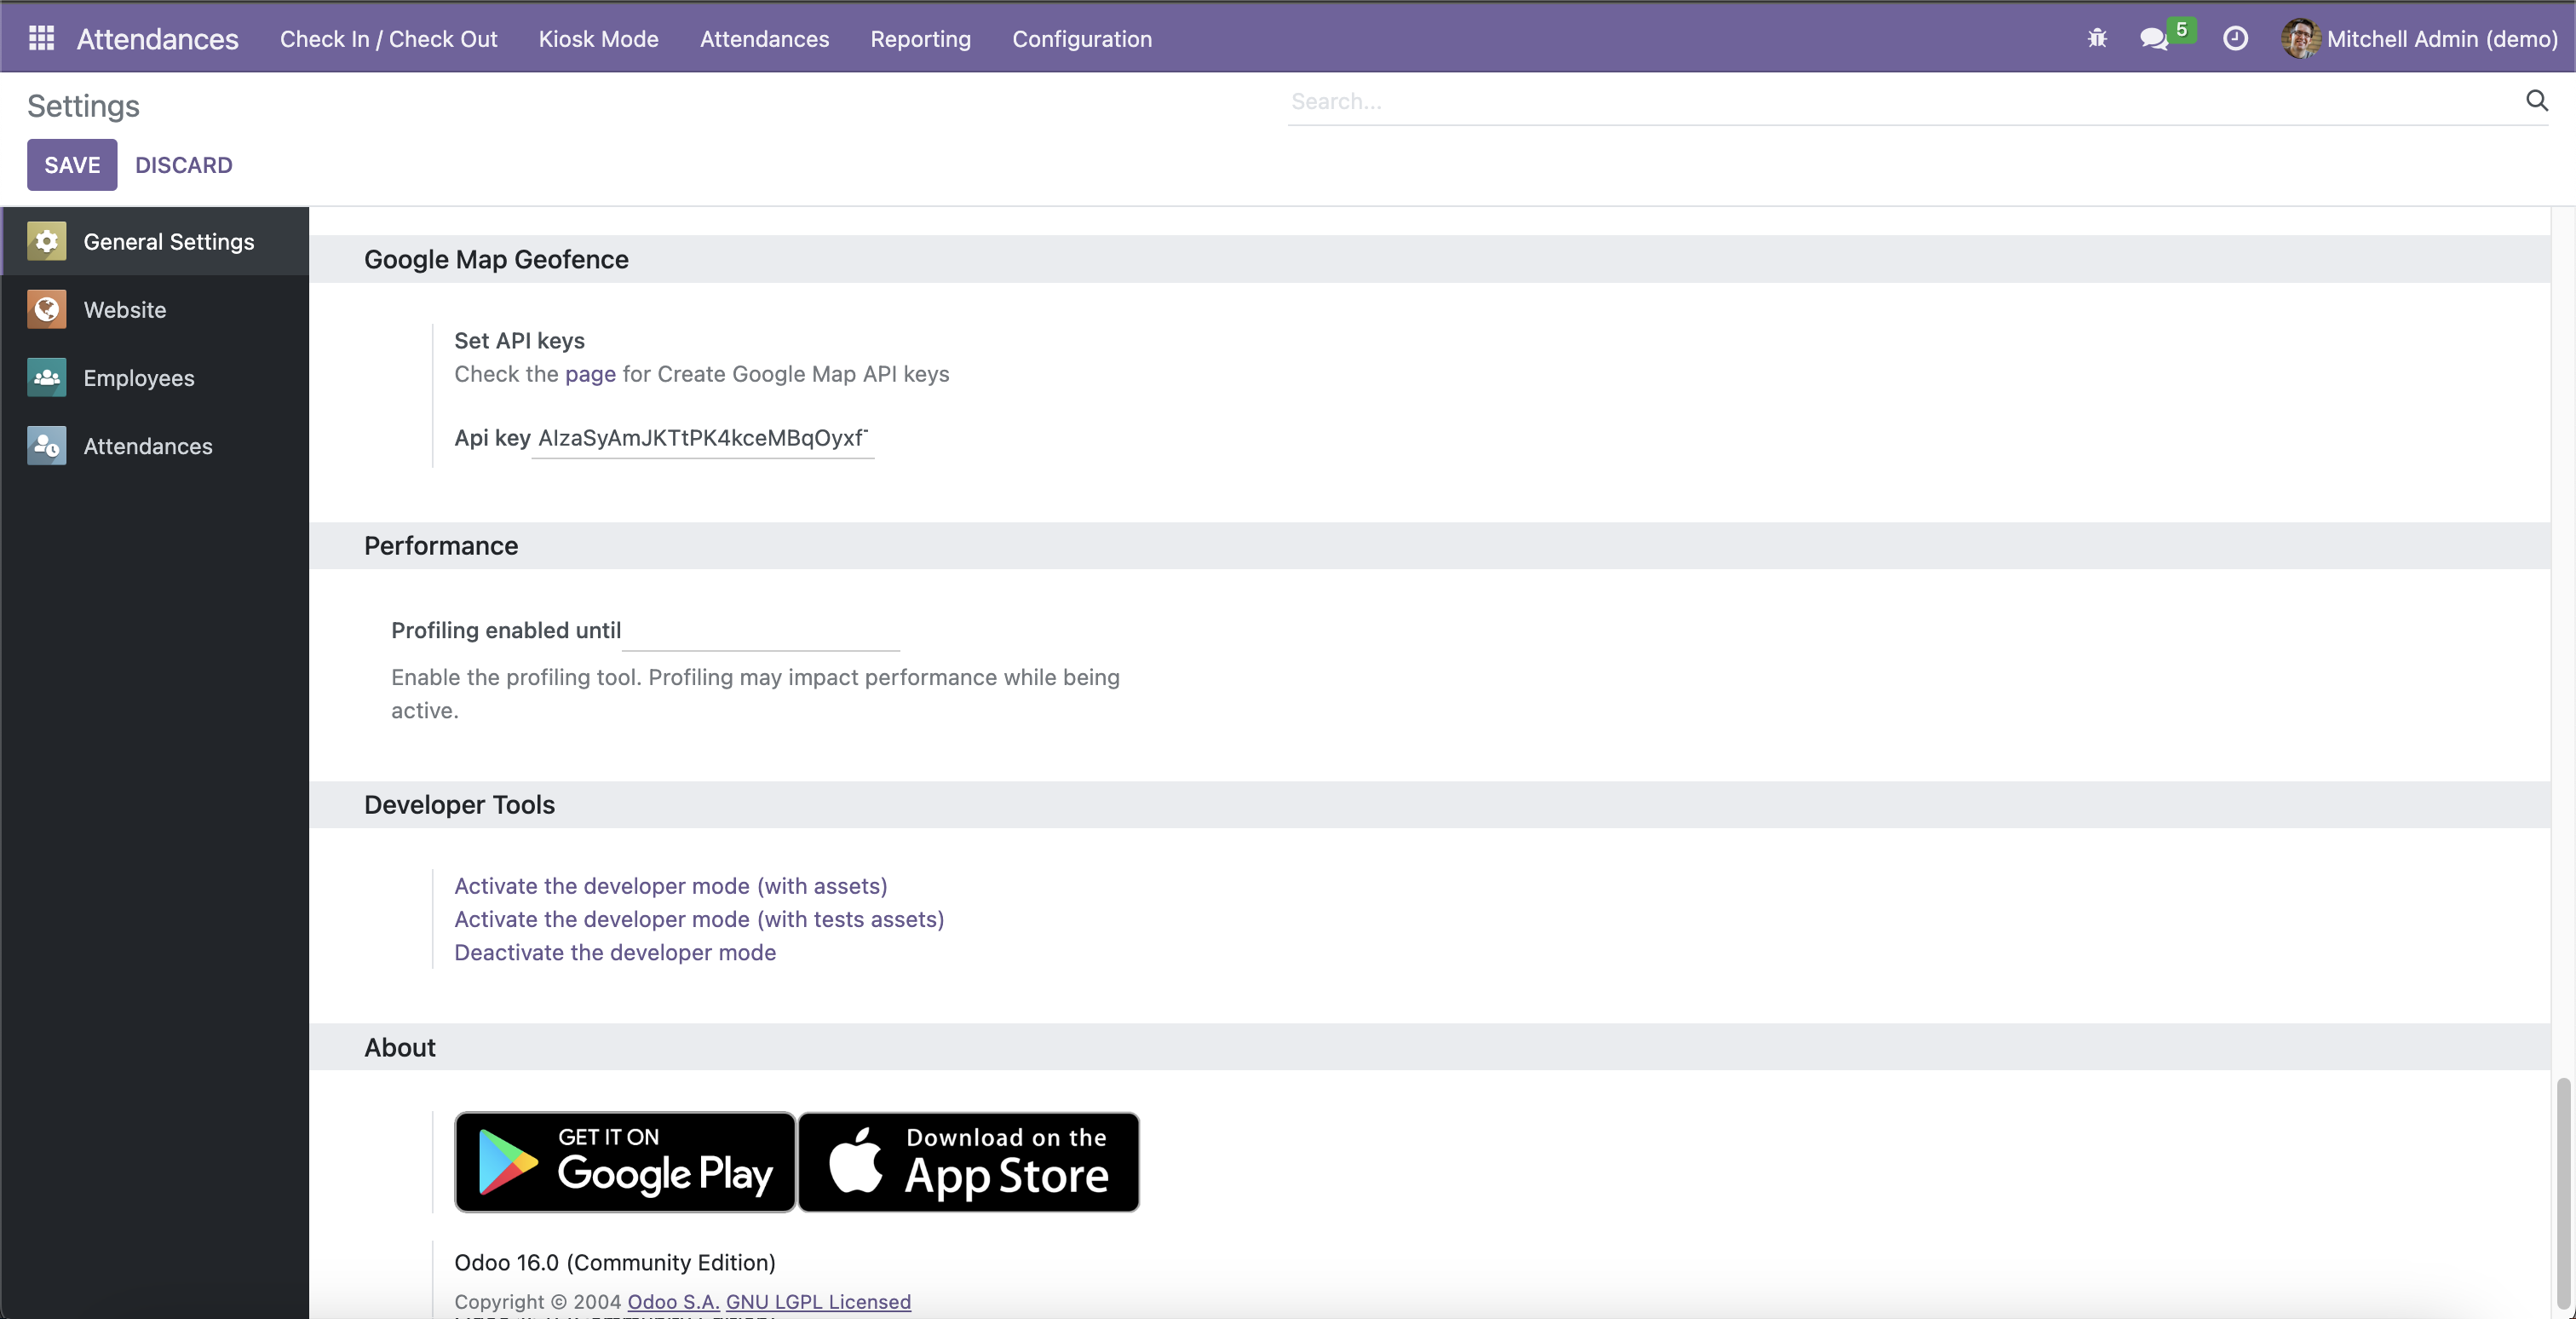 Attendances Check In / Check Out Kiosk Mode Attendances Reporting Configuration 5 Mitchell Admin (demo)
Settings Search...
SAVE DISCARD
General Settings
Website
Employees
Attendances
Google Map Geofence
Set API keys
Check the page for Create Google Map API keys
Api key AIzaSyAmJKTtPK4kceMBqOyxf
Performance
Profiling enabled until
Enable the profiling tool. Profiling may impact performance while being
active.
Developer Tools
Activate the developer mode (with assets)
Activate the developer mode (with tests assets)
Deactivate the developer mode
About
GET IT ON
Google Play
Download on the
App Store
Odoo 16.0 (Community Edition)
Copyright © 2004 Odoo S.A. GNU LGPL Licensed